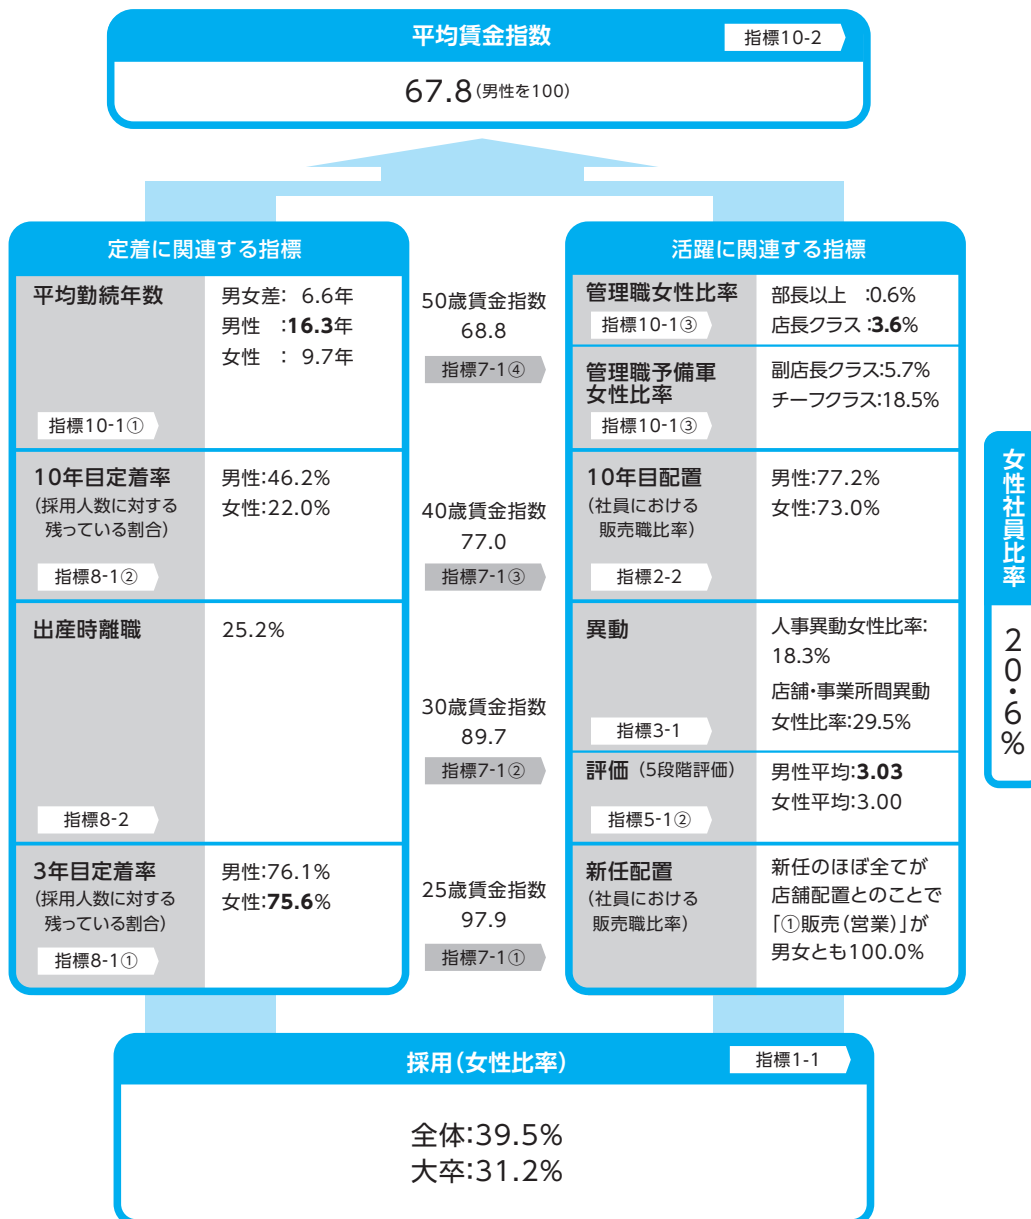 平均賃金指数
指標10-2
67.8(男性を100)
定着に関連する指標
平均勤続年数
男女差: 6.6年
男性 :16.3年
女性 : 9.7年
指標10-1①
10年目定着率
(採用人数に対する
残っている割合)
男性:46.2%
女性:22.0%
指標8-1②
出産時離職
25.2%
指標8-2
3年目定着率
(採用人数に対する
残っている割合)
男性:76.1%
女性:75.6%
指標8-1①
50歳賃金指数
68.8
指標7-1④
40歳賃金指数
77.0
指標7-1③
30歳賃金指数
89.7
指標7-1②
25歳賃金指数
97.9
指標7-1①
活躍に関連する指標
管理職女性比率
指標10-1③
部長以上 :0.6%
店長クラス:3.6%
管理職予備軍
女性比率
指標10-1③
副店長クラス:5.7%
チーフクラス:18.5%
10年目配置
(社員における
販売職比率)
指標2-2
男性:77.2%
女性:73.0%
異動
指標3-1
人事異動女性比率:
18.3%
店舗・事業所間異動
女性比率:29.5%
評価(5段階評価)
指標5-1②
男性平均:3.03
女性平均:3.00
新任配置
(社員における
販売職比率)
新任のほぼ全てが
店舗配置とのことで
「①販売(営業)」が
男女とも100.0%
女性社員比率
20・6%
採用(女性比率)
指標1-1
全体:39.5%
大卒:31.2%